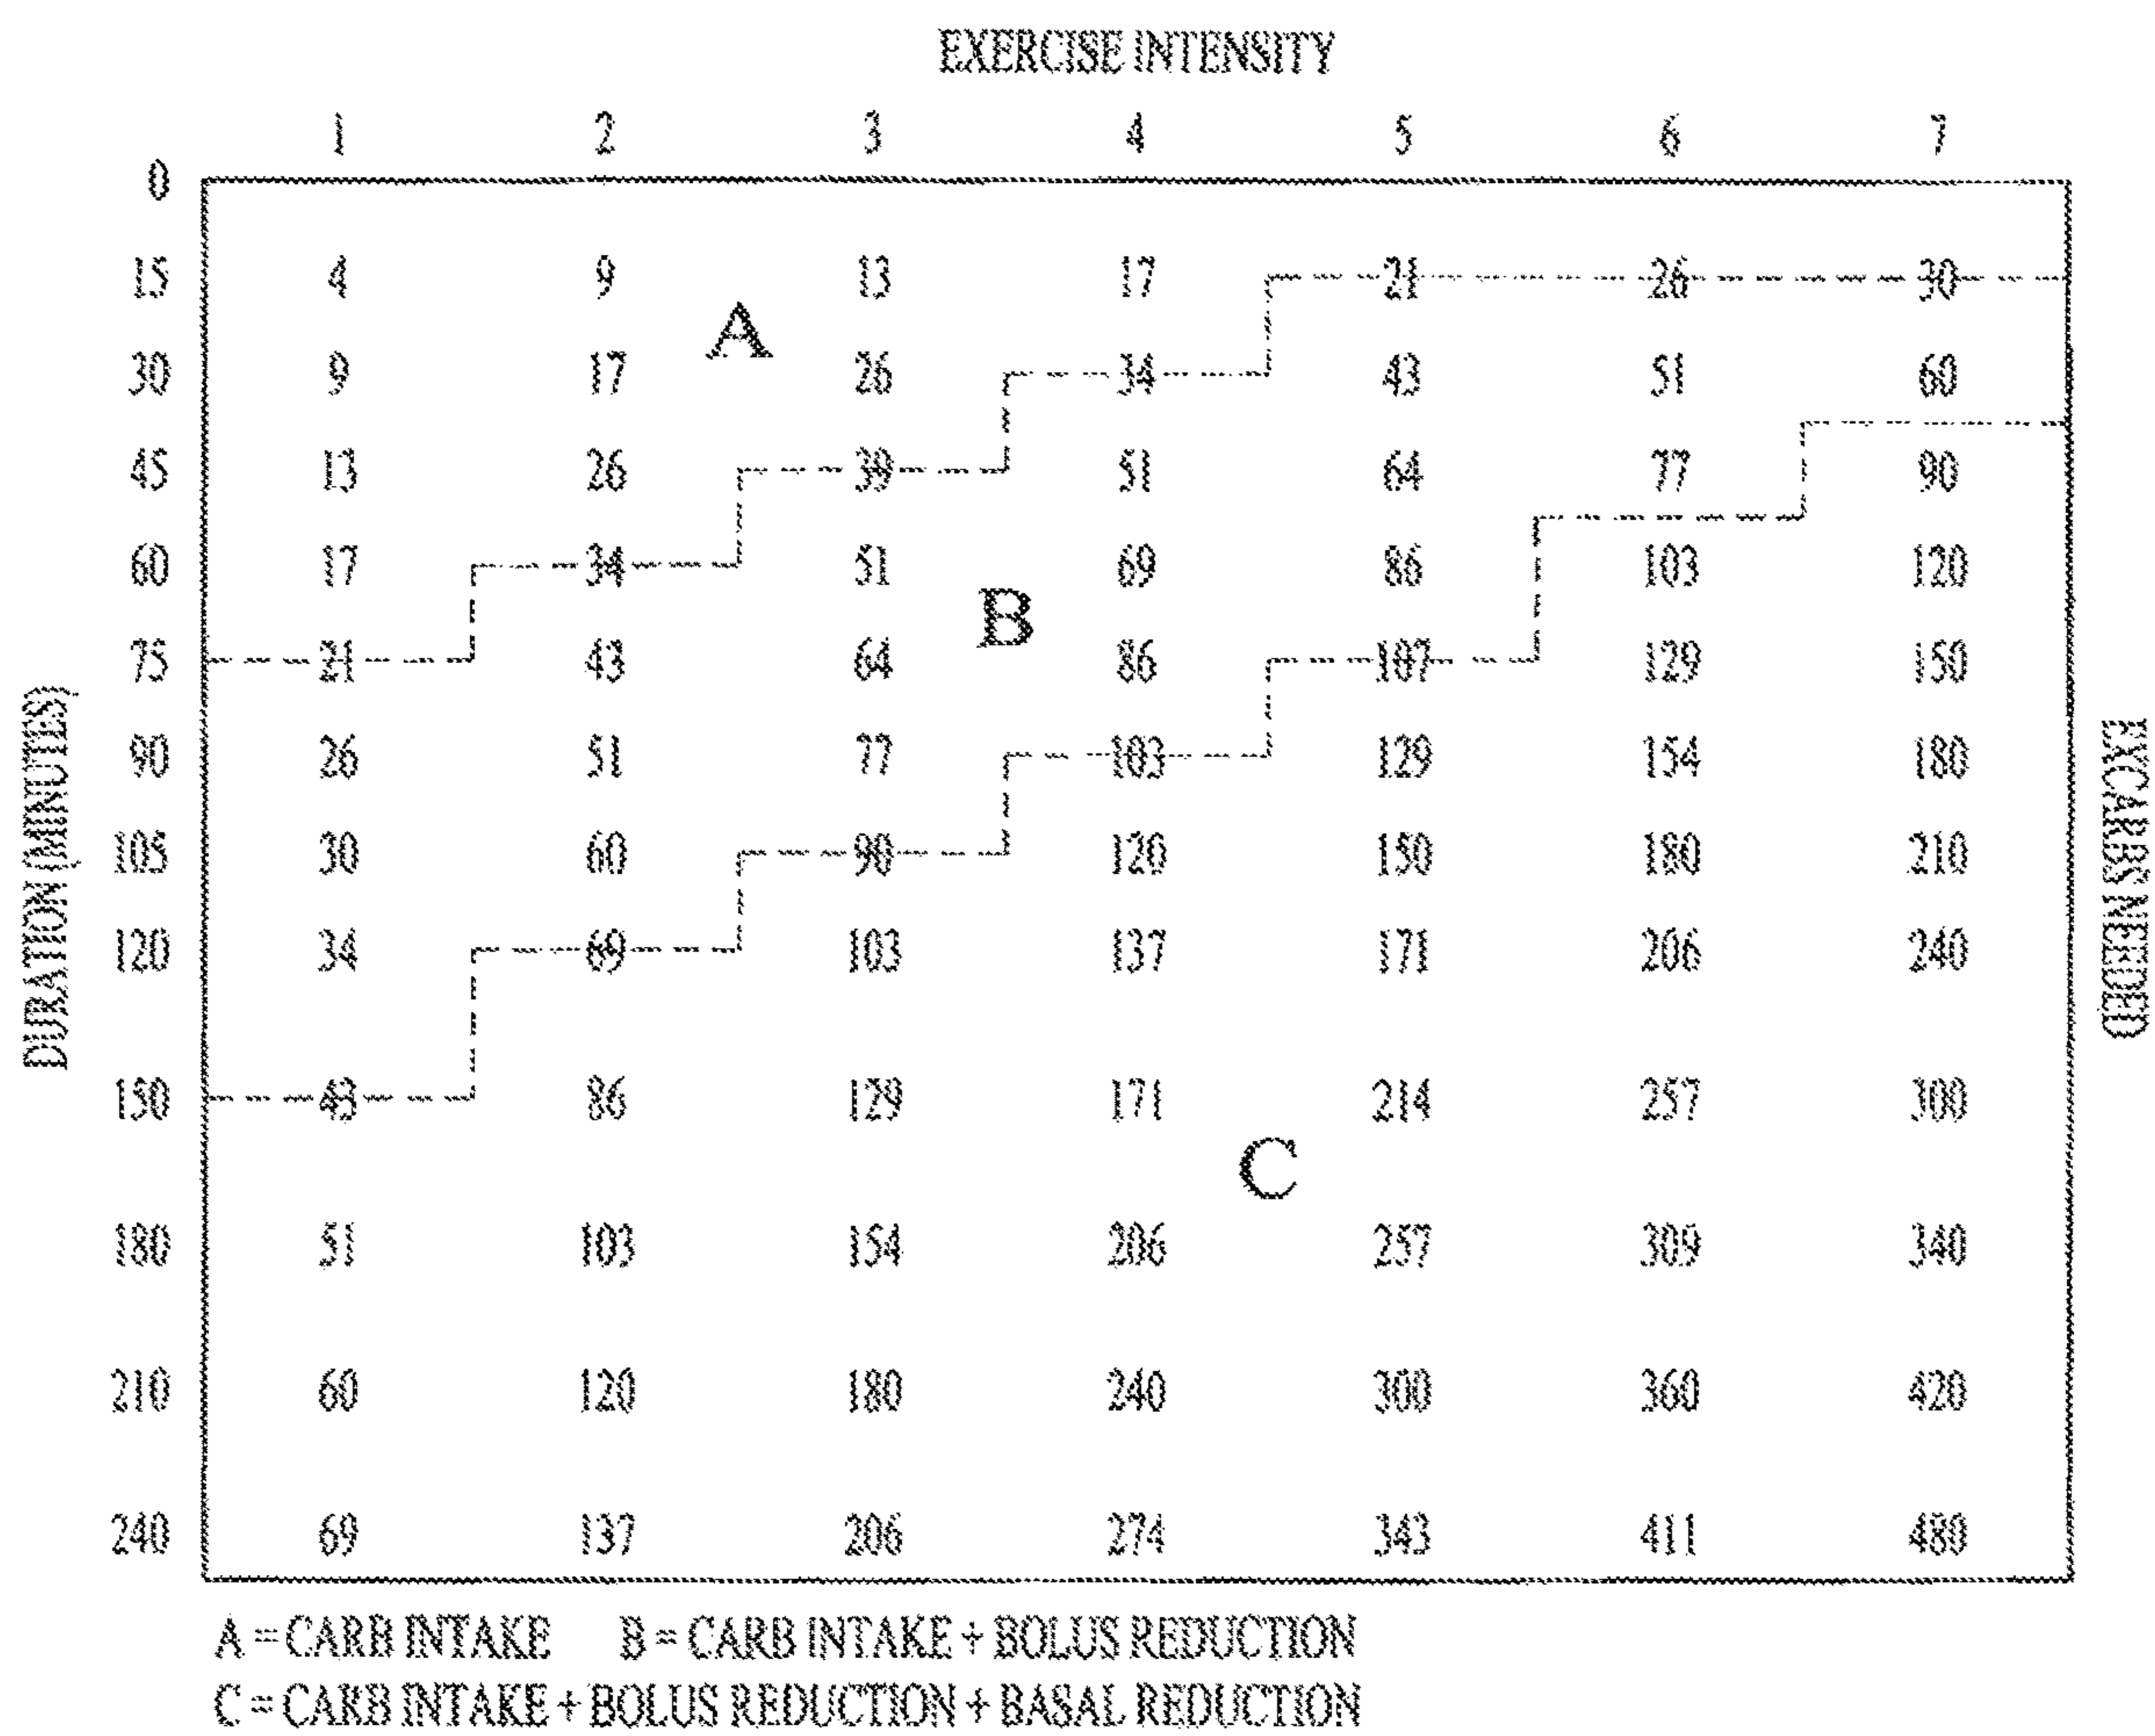 EXERCISE INTENSITY
1 2 3 4 5 6 7
0
15 4 9 13 17 21 26 30
A
30 9 17 26 34 43 51 60
45 13 26 39 51 64 77 90
60 17 34 51 69 86 103 120
B
75 21 43 64 86 107 129 150
90 26 51 77 103 129 154 180
105 30 60 90 120 150 180 210
120 34 69 103 137 171 206 240
150 43 86 129 171 214 257 300
C
180 51 103 154 206 257 309 340
210 60 120 180 240 300 360 420
240 69 137 206 274 343 411 480
DURATION (MINUTES)
EXCARBS NEEDED
A = CARB INTAKE B = CARB INTAKE + BOLUS REDUCTION
C = CARB INTAKE + BOLUS REDUCTION + BASAL REDUCTION